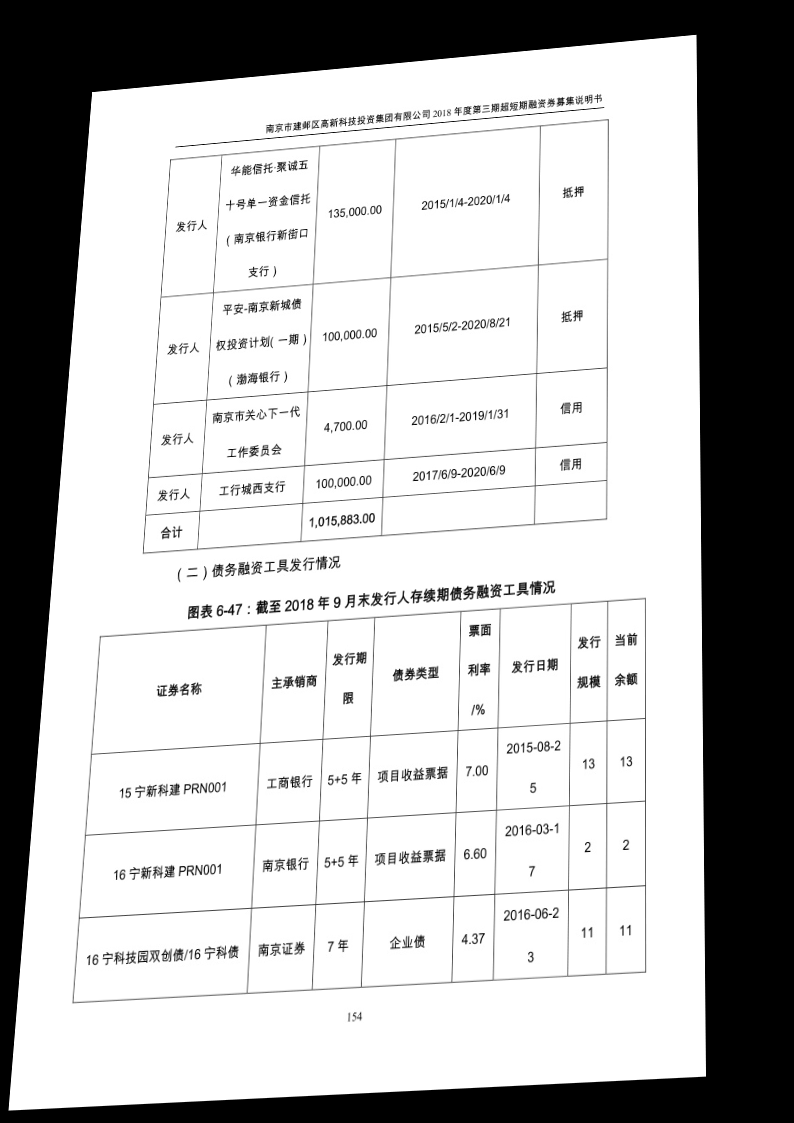 南京市建邺区高新科技投资集团有限公司 2018 年度第三期超短期融资券募集说明书
发行人
华能信托·聚诚五
十号单一资金信托
（南京银行新街口
支行）
135,000.00
2015/1/4-2020/1/4
抵押
发行人
平安-南京新城债
权投资计划(一期)
（渤海银行）
100,000.00
2015/5/2-2020/8/21
抵押
发行人
南京市关心下一代
工作委员会
4,700.00
2016/2/1-2019/1/31
信用
发行人
工行城西支行
100,000.00
2017/6/9-2020/6/9
信用
合计
1,015,883.00
（二）债务融资工具发行情况
图表 6-47：截至 2018 年 9 月末发行人存续期债务融资工具情况
证券名称
主承销商
发行期
限
债券类型
票面
利率
/%
发行日期
发行
规模
当前
余额
15 宁新科建 PRN001
工商银行
5+5 年
项目收益票据
7.00
2015-08-2
5
13
13
16 宁新科建 PRN001
南京银行
5+5 年
项目收益票据
6.60
2016-03-1
7
2
2
16 宁科技园双创债/16 宁科债
南京证券
7 年
企业债
4.37
2016-06-2
3
11
11
154